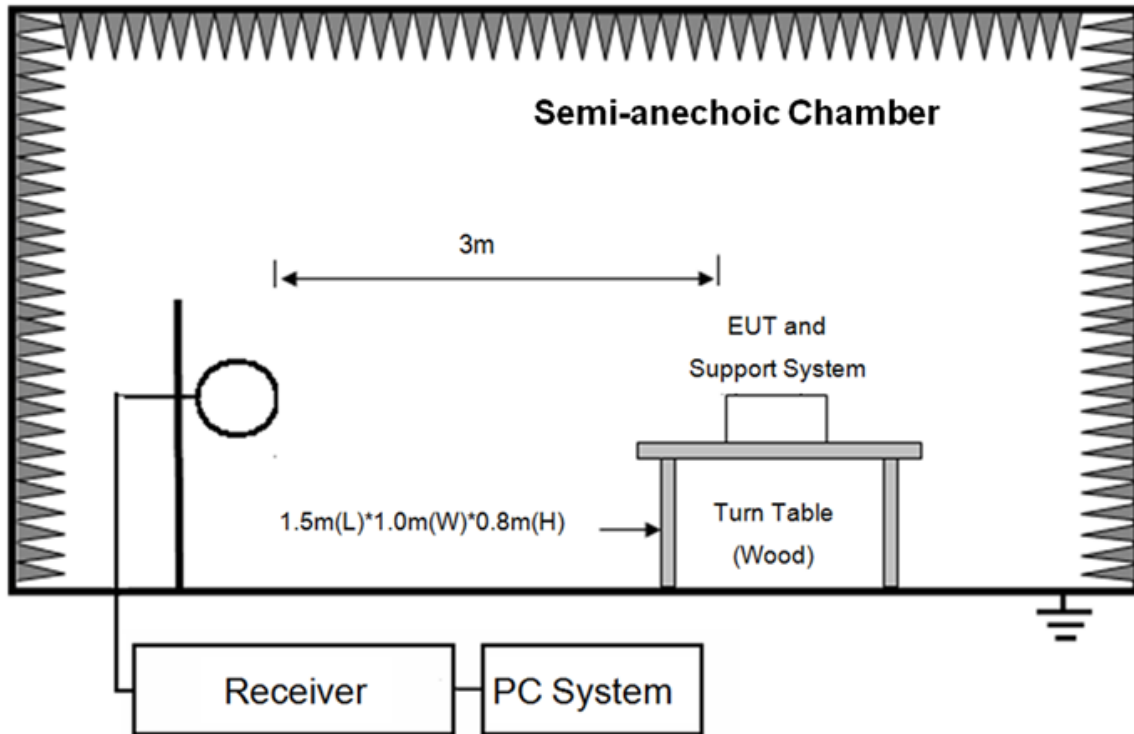 Semi-anechoic Chamber
3m
EUT and
Support System
1.5m(L)*1.0m(W)*0.8m(H)
Turn Table
(Wood)
Receiver
PC System